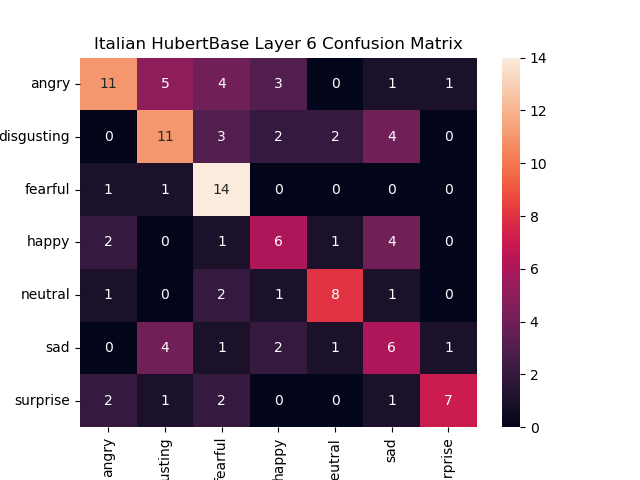 Italian HubertBase Layer 6 Confusion Matrix
angry 11 5 4 3 0 1 1
disgusting 0 11 3 2 2 4 0
fearful 1 1 14 0 0 0 0
happy 2 0 1 6 1 4 0
neutral 1 0 2 1 8 1 0
sad 0 4 1 2 1 6 1
surprise 2 1 2 0 0 1 7
angry usting fearful happy eutral sad rprise
14
12
10
8
6
4
2
0